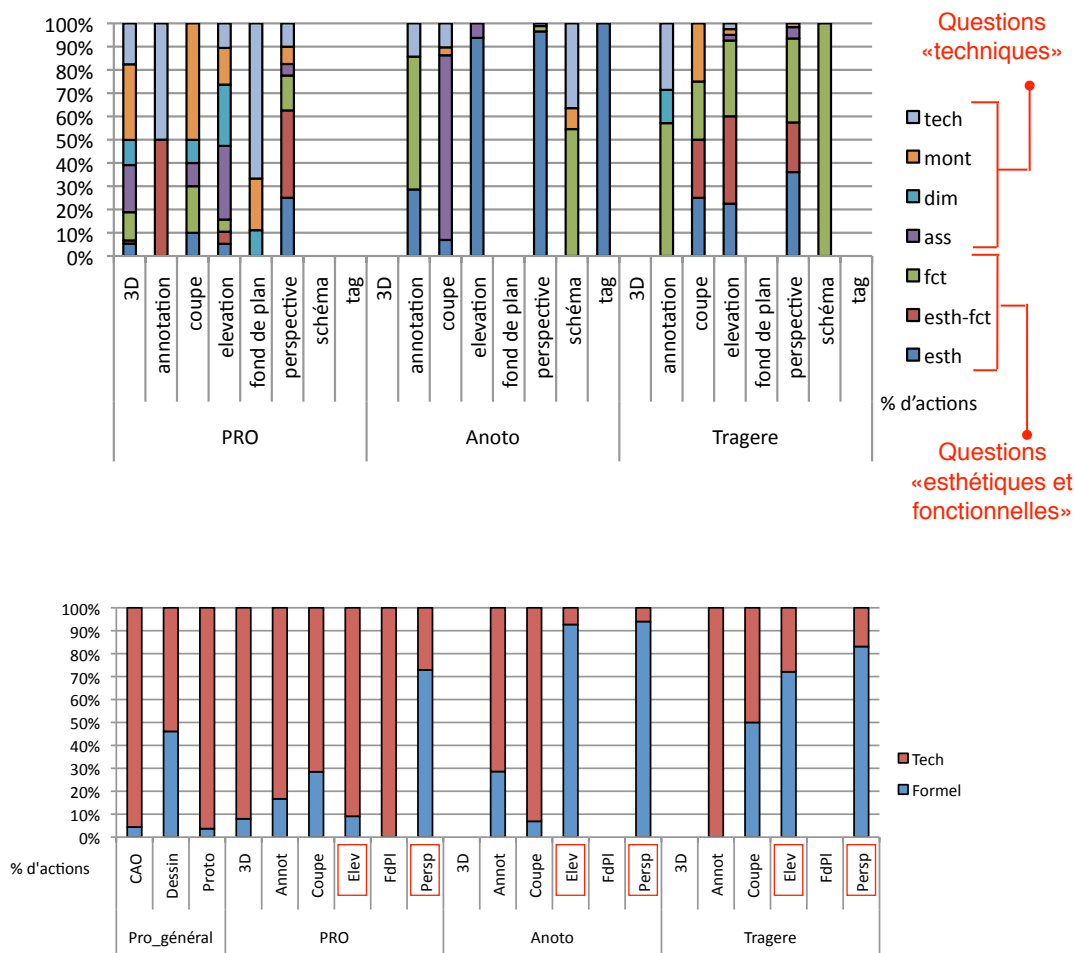 Questions
«techniques»
100%
90%
80%
70%
60%
50%
40%
30%
20%
10%
0%
tech
mont
dim
ass
fct
esth-fct
esth
3D
annotation
coupe
elevation
fond de plan
perspective
schéma
tag
3D
annotation
coupe
elevation
fond de plan
perspective
schéma
tag
3D
annotation
coupe
elevation
fond de plan
perspective
schéma
tag
% d’actions
PRO
Anoto
Tragere
Questions
«esthétiques et
fonctionnelles»
100%
90%
80%
70%
60%
50%
40%
30%
20%
10%
0%
Tech
Formel
% d'actions
CAO
Dessin
Proto
3D
Annot
Coupe
Elev
FdPl
Persp
3D
Annot
Coupe
Elev
FdPl
Persp
3D
Annot
Coupe
Elev
FdPl
Persp
Pro_général
PRO
Anoto
Tragere